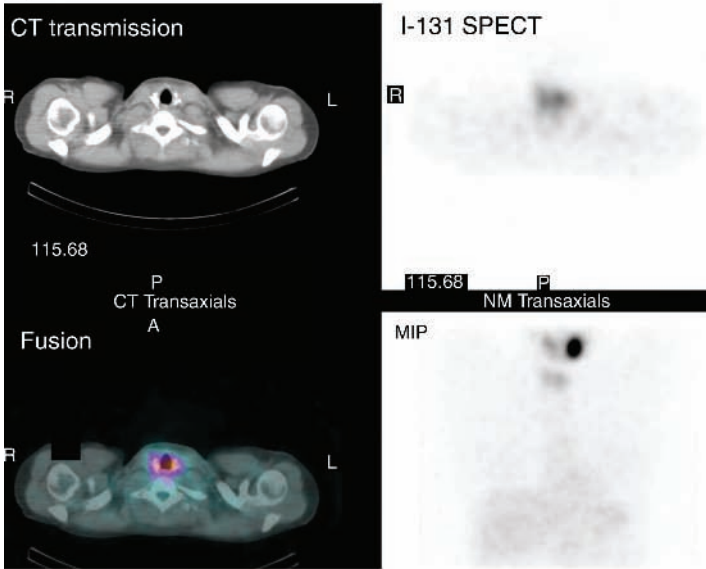 CT transmission
I-131 SPECT
R
L
R
115.68
115.68
P
P
CT Transaxials
NM Transaxials
A
Fusion
MIP
R
L